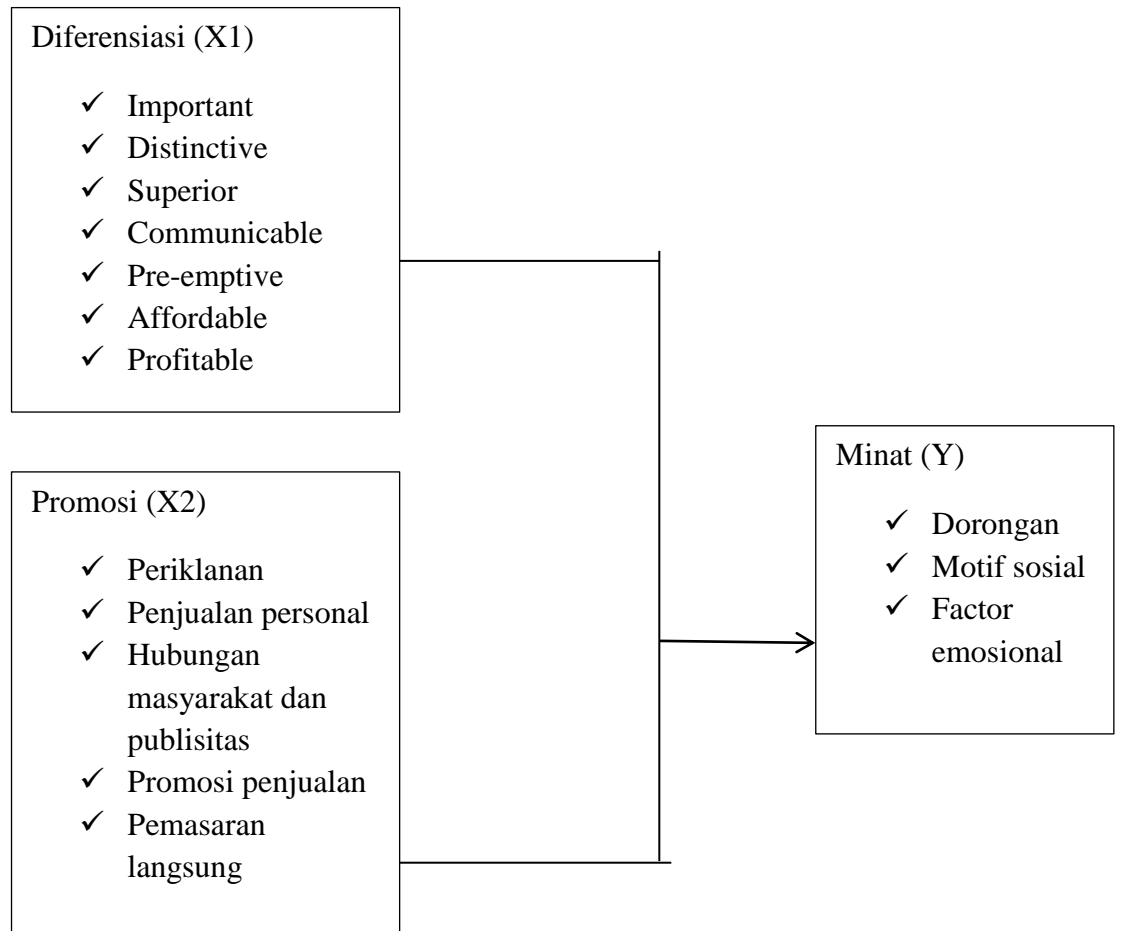 Diferensiasi (X1)
✓ Important
✓ Distinctive
✓ Superior
✓ Communicable
✓ Pre-emptive
✓ Affordable
✓ Profitable
Promosi (X2)
✓ Periklanan
✓ Penjualan personal
✓ Hubungan
masyarakat dan
publisitas
✓ Promosi penjualan
✓ Pemasaran
langsung
Minat (Y)
✓ Dorongan
✓ Motif sosial
✓ Factor
emosional